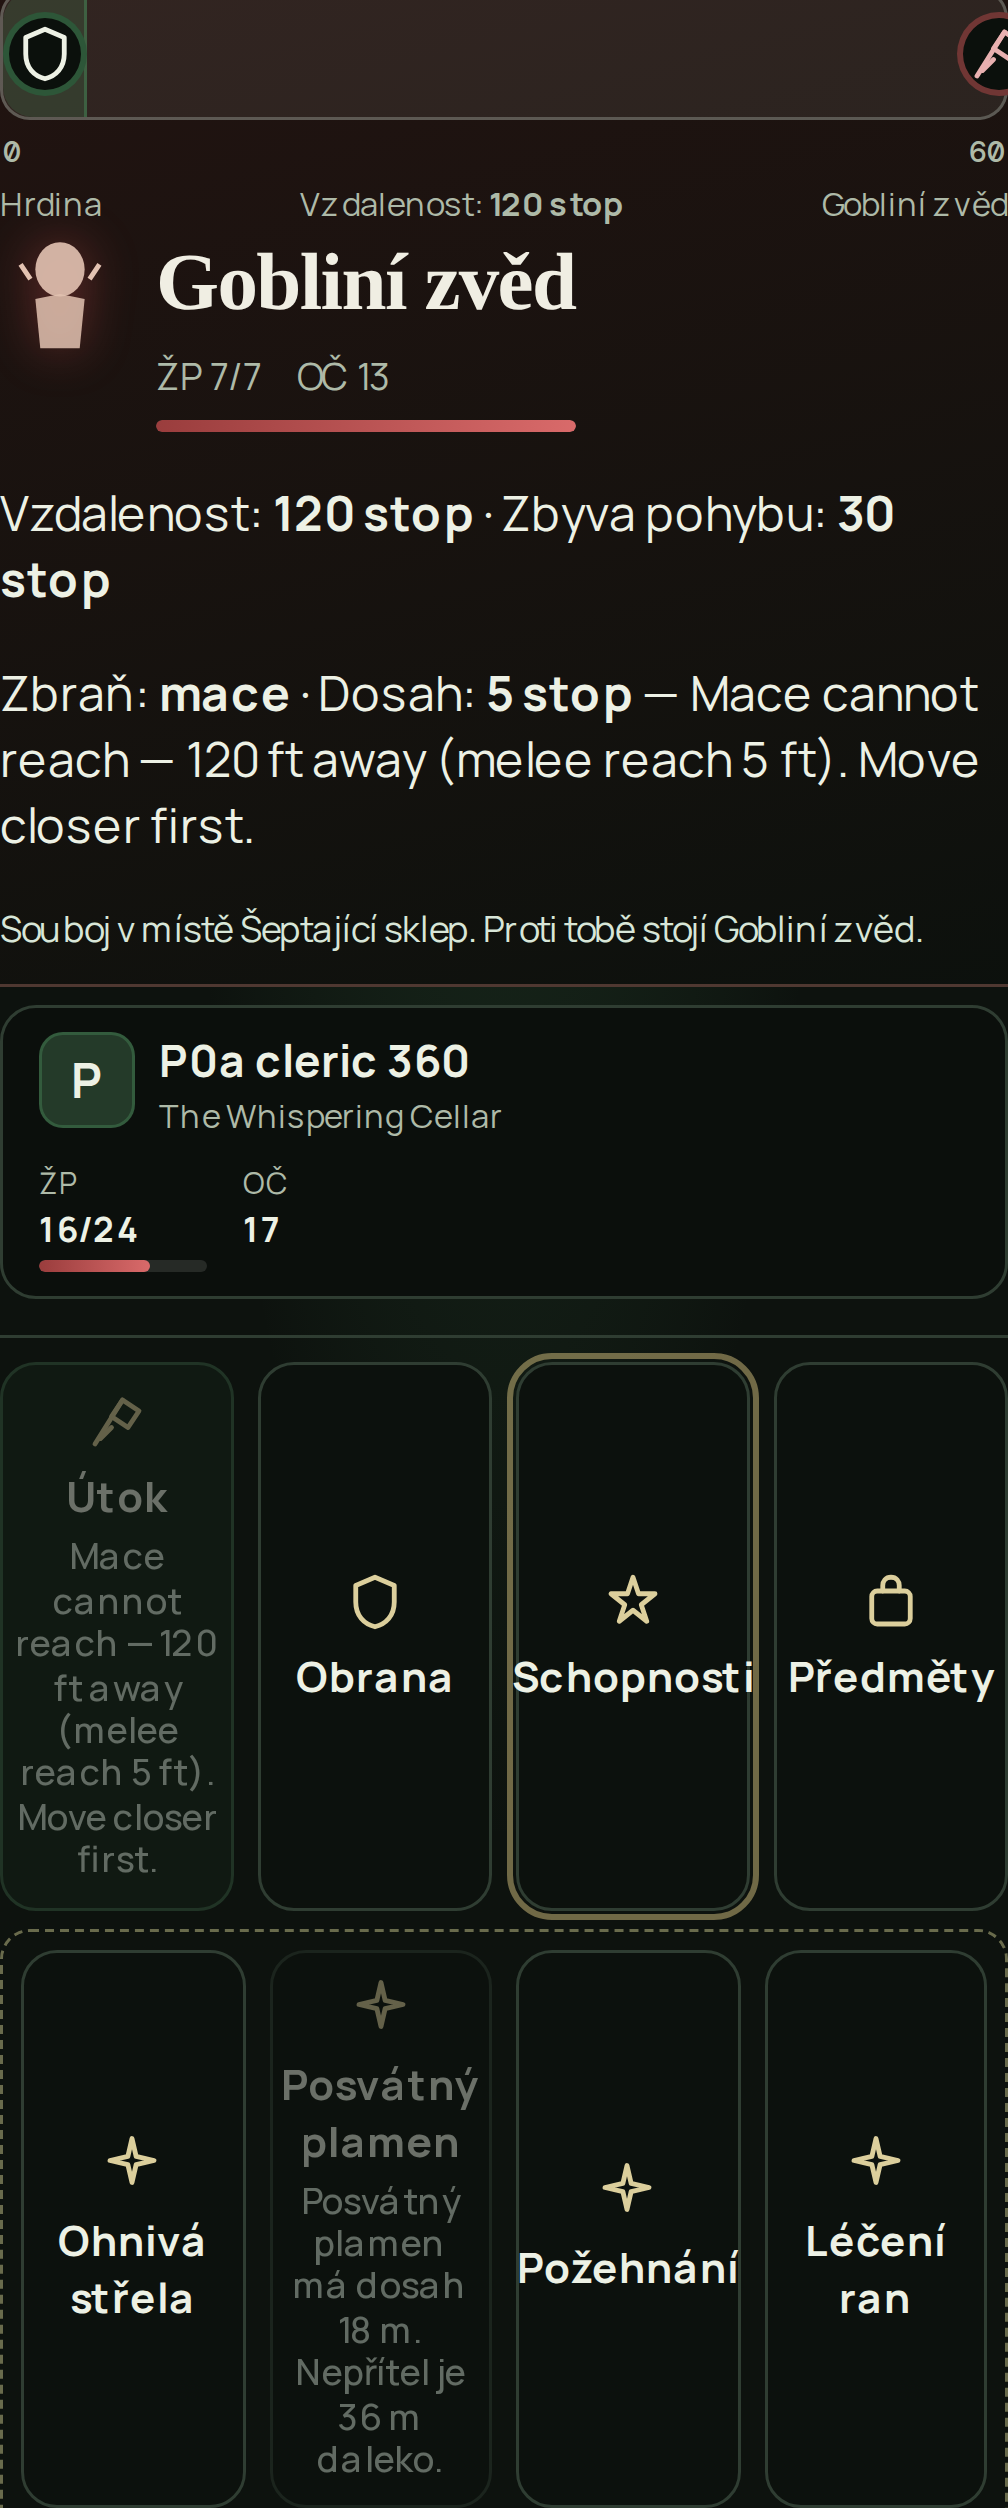 0 60
Hrdina Vzdalenost: 120 stop Gobliní zvěd
Gobliní zvěd
ŽP 7/7 OČ 13
Vzdalenost: 120 stop · Zbyva pohybu: 30
stop
Zbraň: mace · Dosah: 5 stop — Mace cannot
reach — 120 ft away (melee reach 5 ft). Move
closer first.
Souboj v místě Šeptající sklep. Proti tobě stojí Gobliní zvěd.
P
P0a cleric 360
The Whispering Cellar
ŽP OČ
16/24 17
Útok
Mace
cannot
reach — 120
ft away
(melee
reach 5 ft).
Move closer
first.
Obrana
Schopnosti
Předměty
Ohnivá
střela
Posvátný
plamen
Posvátný
plamen
má dosah
18 m.
Nepřítel je
36 m
daleko.
Požehnání
Léčení
ran